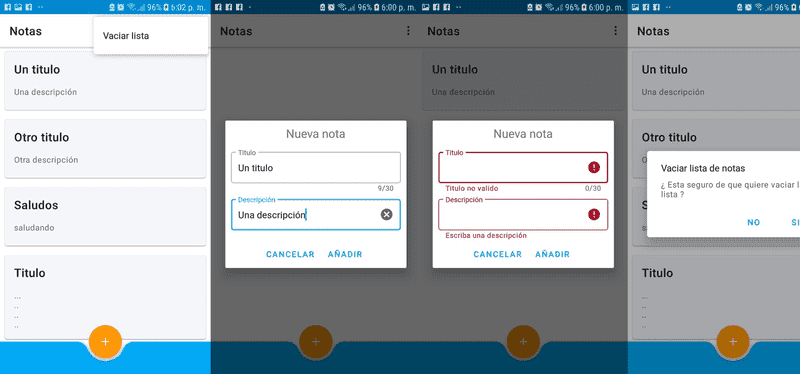 96% 6:02 p. m.
Notas
Vaciar lista
Un titulo
Una descripción
Otro titulo
Otra descripción
Saludos
saludando
Titulo
...
..
..
..
+
96% 6:00 p. m.
Notas
Nueva nota
Titulo
Un titulo
9/30
Descripción
Una descripción
CANCELAR AÑADIR
+
96% 6:00 p. m.
Notas
Un titulo
Una descripción
Nueva nota
Titulo
Titulo no valido 0/30
Descripción
Escriba una descripción
CANCELAR AÑADIR
+
96%
Notas
Un titulo
Una descripción
Otro titulo
Vaciar lista de notas
¿ Esta seguro de que quiere vaciar l
lista ?
NO SI
saludando
Titulo
...
..
..
..
+